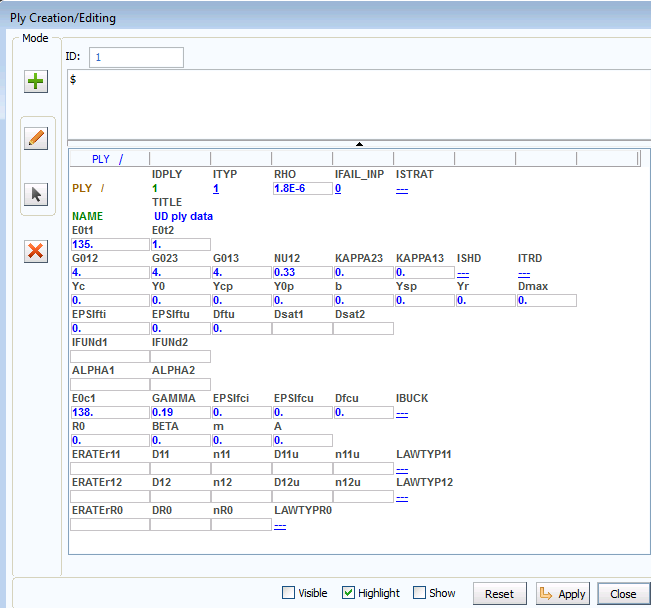 Ply Creation/Editing
Mode
ID: 1
$
PLY /
IDPLY ITYP RHO IFAIL_INP ISTRAT
PLY / 1 1 1.8E-6 0 ---
TITLE
NAME UD ply data
E0t1 E0t2
135. 1.
G012 G023 G013 NU12 KAPPA23 KAPPA13 ISHD ITRD
4. 4. 4. 0.33 0. 0. --- ---
Yc Y0 Ycp Y0p b Ysp Yr Dmax
0. 0. 0. 0. 0. 0. 0. 0.
EPSIfti EPSIftu Dftu Dsat1 Dsat2
0. 0. 0.
IFUNd1 IFUNd2
ALPHA1 ALPHA2
E0c1 GAMMA EPSIfci EPSIfcu Dfcu IBUCK
138. 0.19 0. 0. 0. ---
R0 BETA m A
0. 0. 0. 0.
ERATEr11 D11 n11 D11u n11u LAWTYP11
---
ERATEr12 D12 n12 D12u n12u LAWTYP12
---
ERATErR0 DR0 nR0 LAWTYPR0
---
Visible Highlight Show Reset Apply Close